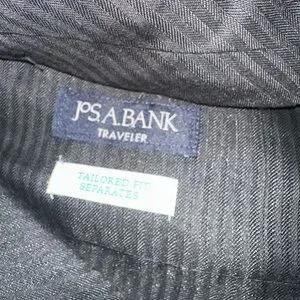 JOS.A.BANK
TRAVELER
TAILORED FIT
SEPARATES